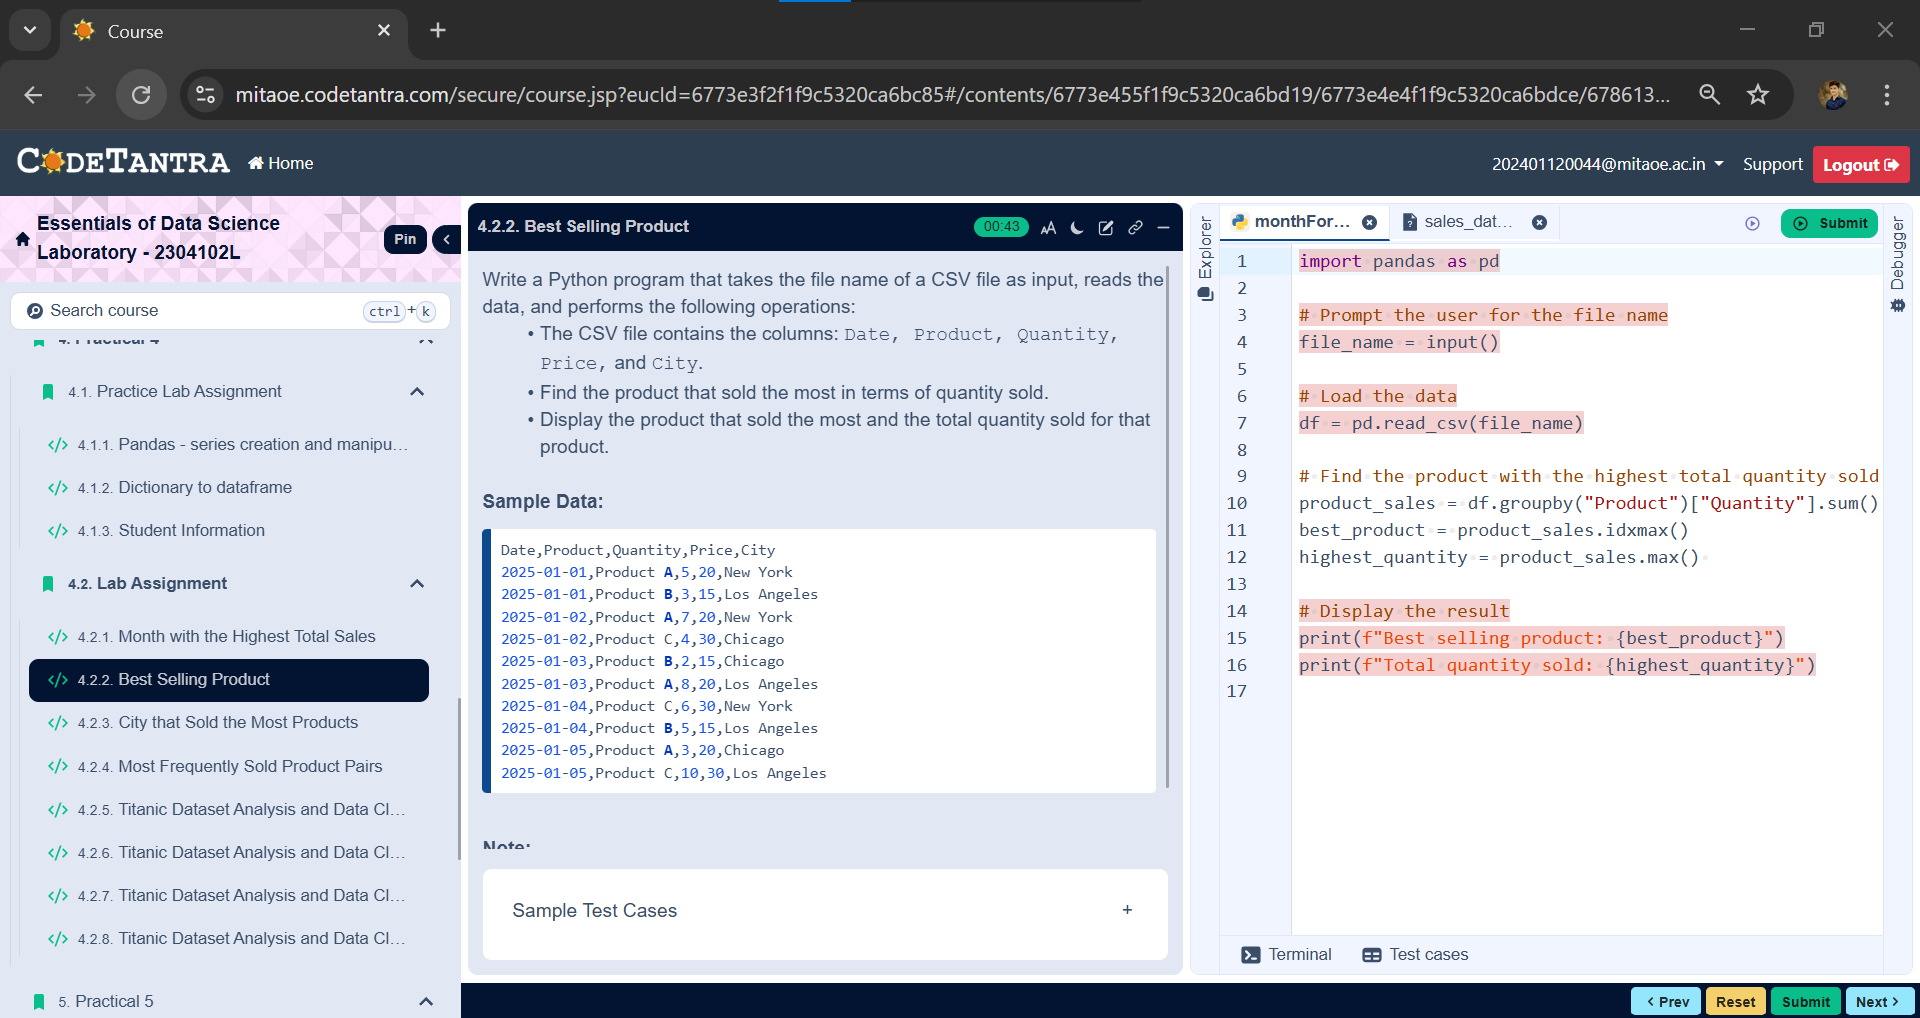 Course
mitaoe.codetantra.com/secure/course.jsp?eucId=6773e3f2f1f9c5320ca6bc85#/contents/6773e455f1f9c5320ca6bd19/6773e4e4f1f9c5320ca6bdce/678613...
CODETANTRA
Home
202401120044@mitaoe.ac.in
Support
Logout
Essentials of Data Science
Laboratory - 2304102L
Pin
Search course
ctrl + k
4. Practical 4
4.1. Practice Lab Assignment
4.1.1. Pandas - series creation and manipu...
4.1.2. Dictionary to dataframe
4.1.3. Student Information
4.2. Lab Assignment
4.2.1. Month with the Highest Total Sales
4.2.2. Best Selling Product
4.2.3. City that Sold the Most Products
4.2.4. Most Frequently Sold Product Pairs
4.2.5. Titanic Dataset Analysis and Data Cl...
4.2.6. Titanic Dataset Analysis and Data Cl...
4.2.7. Titanic Dataset Analysis and Data Cl...
4.2.8. Titanic Dataset Analysis and Data Cl...
5. Practical 5
4.2.2. Best Selling Product
00:43
Write a Python program that takes the file name of a CSV file as input, reads the
data, and performs the following operations:
• The CSV file contains the columns: Date, Product, Quantity,
Price, and City.
• Find the product that sold the most in terms of quantity sold.
• Display the product that sold the most and the total quantity sold for that
product.
Sample Data:
Date,Product,Quantity,Price,City
2025-01-01,Product A,5,20,New York
2025-01-01,Product B,3,15,Los Angeles
2025-01-02,Product A,7,20,New York
2025-01-02,Product C,4,30,Chicago
2025-01-03,Product B,2,15,Chicago
2025-01-03,Product A,8,20,Los Angeles
2025-01-04,Product C,6,30,New York
2025-01-04,Product B,5,15,Los Angeles
2025-01-05,Product A,3,20,Chicago
2025-01-05,Product C,10,30,Los Angeles
Note:
Sample Test Cases
+
Explorer
monthFor...
sales_dat...
Submit
Debugger
1 import pandas as pd
2
3 # Prompt the user for the file name
4 file_name = input()
5
6 # Load the data
7 df = pd.read_csv(file_name)
8
9 # Find the product with the highest total quantity sold
10 product_sales = df.groupby("Product")["Quantity"].sum()
11 best_product = product_sales.idxmax()
12 highest_quantity = product_sales.max()
13
14 # Display the result
15 print(f"Best selling product: {best_product}")
16 print(f"Total quantity sold: {highest_quantity}")
17
Terminal
Test cases
< Prev
Reset
Submit
Next >